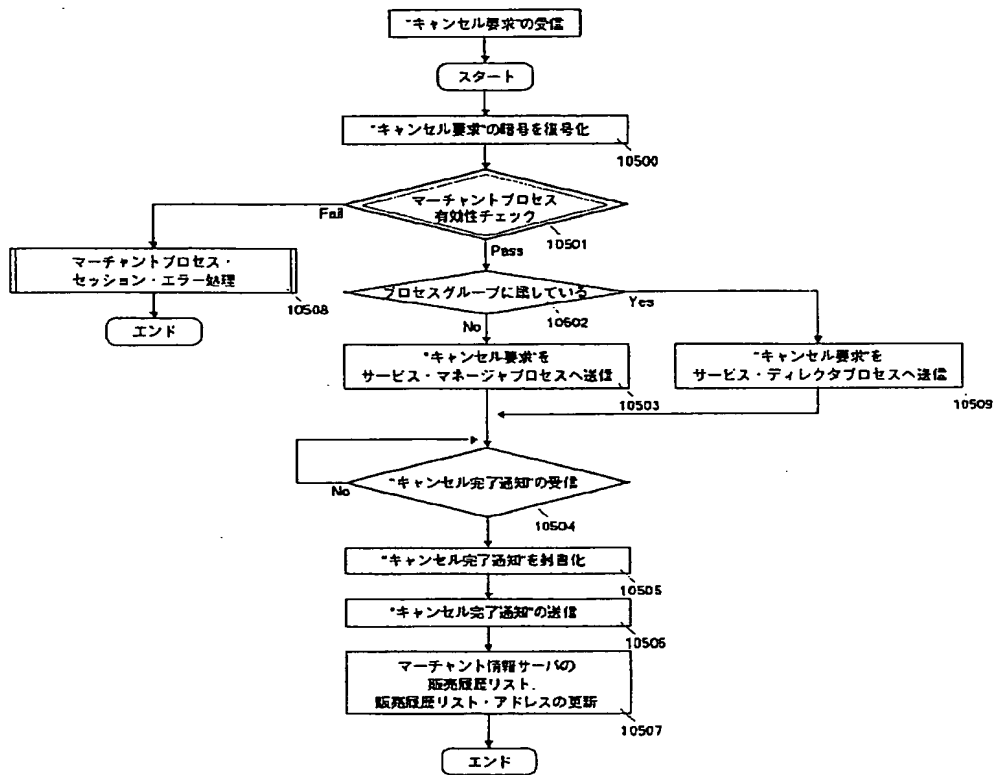 "キャンセル要求"の受信
スタート
"キャンセル要求"の暗号を復号化
10500
マーチャントプロセス
有効性チェック
10501
Fail
Pass
マーチャントプロセス・
セッション・エラー処理
10508
エンド
プロセスグループに属している
10502
Yes
No
"キャンセル要求"を
サービス・マネージャプロセスへ送信
10503
"キャンセル要求"を
サービス・ディレクタプロセスへ送信
10509
"キャンセル完了通知"の受信
No
10504
"キャンセル完了通知"を封書化
10505
"キャンセル完了通知"の送信
10506
マーチャント情報サーバの
販売履歴リスト,
販売履歴リスト・アドレスの更新
10507
エンド